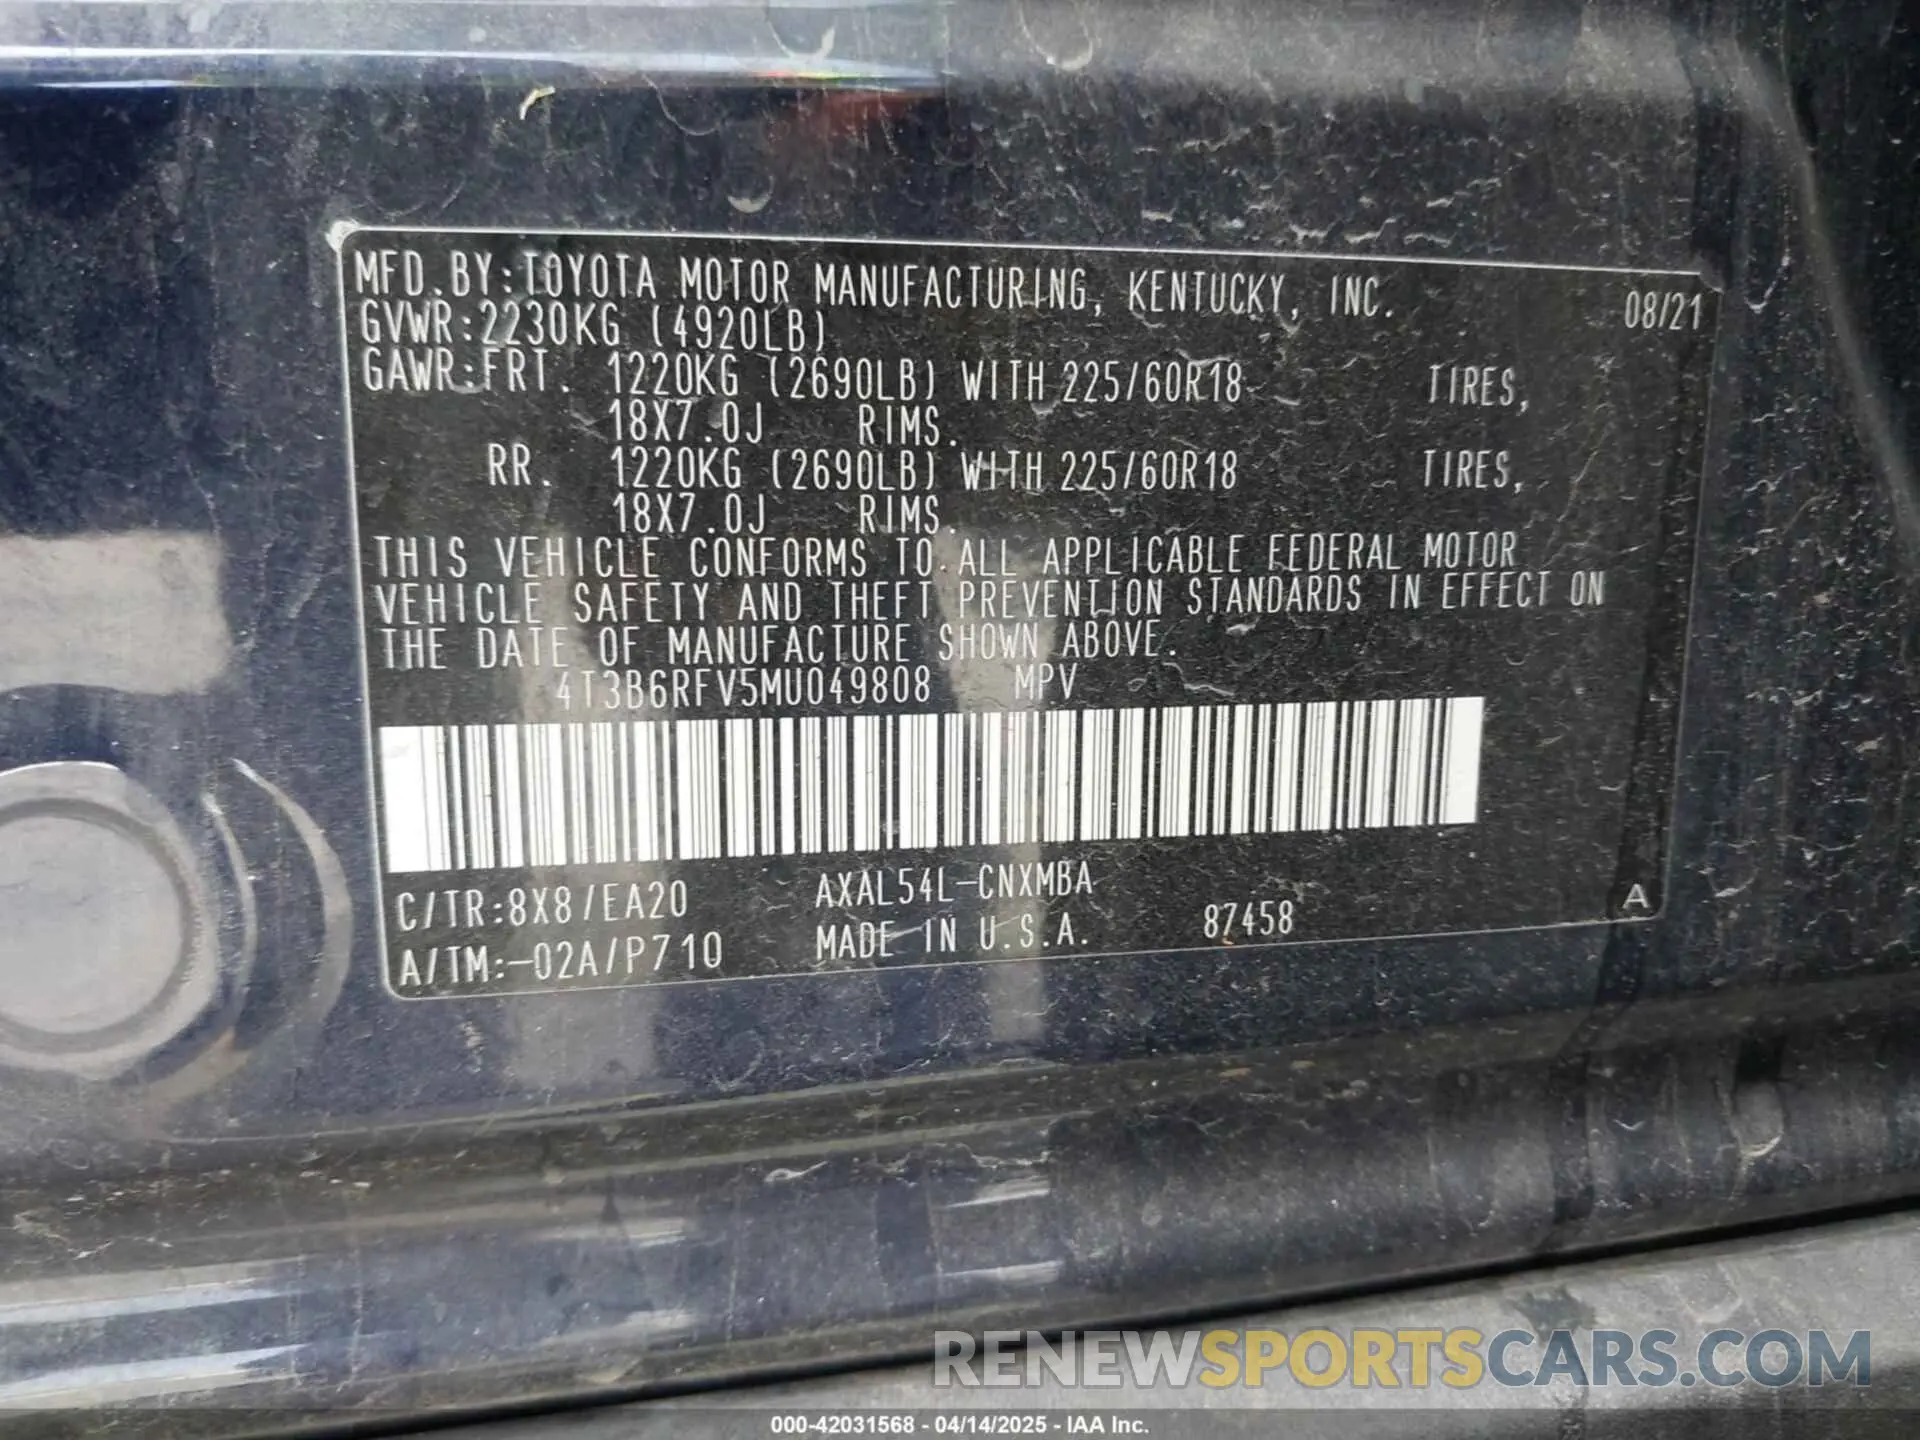 MFD.BY:TOYOTA MOTOR MANUFACTURING, KENTUCKY, INC. 08/21
GVWR:2230KG (4920LB)
GAWR:FRT. 1220KG (2690LB) WITH 225/60R18 TIRES,
18X7.0J RIMS.
RR. 1220KG (2690LB) WITH 225/60R18 TIRES,
18X7.0J RIMS.
THIS VEHICLE CONFORMS TO ALL APPLICABLE FEDERAL MOTOR
VEHICLE SAFETY AND THEFT PREVENTION STANDARDS IN EFFECT ON
THE DATE OF MANUFACTURE SHOWN ABOVE.
4T3B6RFV5MU049808 MPV
C/TR:8X8/EA20 AXAL54L-CNXMBA
A/TM:-02A/P710 MADE IN U.S.A. 87458 A
RENEWSPORTSCARS.COM
000-42031568 - 04/14/2025 - IAA Inc.